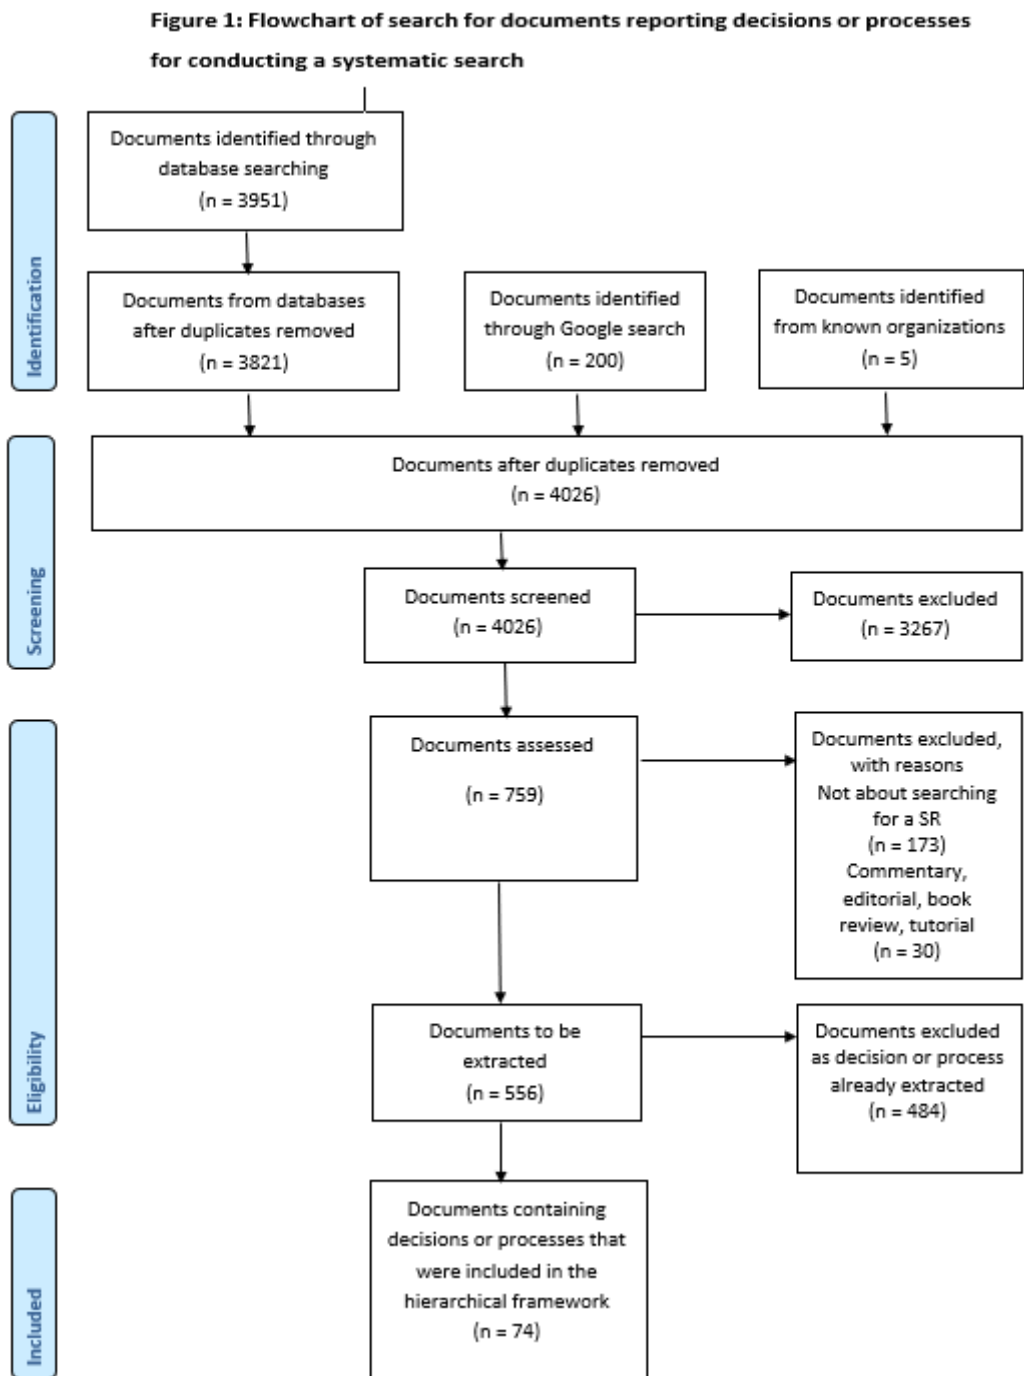 Figure 1: Flowchart of search for documents reporting decisions or processes
for conducting a systematic search
Identification
Documents identified through
database searching
(n = 3951)
Documents from databases
after duplicates removed
(n = 3821)
Documents identified
through Google search
(n = 200)
Documents identified
from known organizations
(n = 5)
Screening
Documents after duplicates removed
(n = 4026)
Documents screened
(n = 4026)
Documents excluded
(n = 3267)
Eligibility
Documents assessed
(n = 759)
Documents excluded,
with reasons
Not about searching
for a SR
(n = 173)
Commentary,
editorial, book
review, tutorial
(n = 30)
Documents to be
extracted
(n = 556)
Documents excluded
as decision or process
already extracted
(n = 484)
Included
Documents containing
decisions or processes that
were included in the
hierarchical framework
(n = 74)